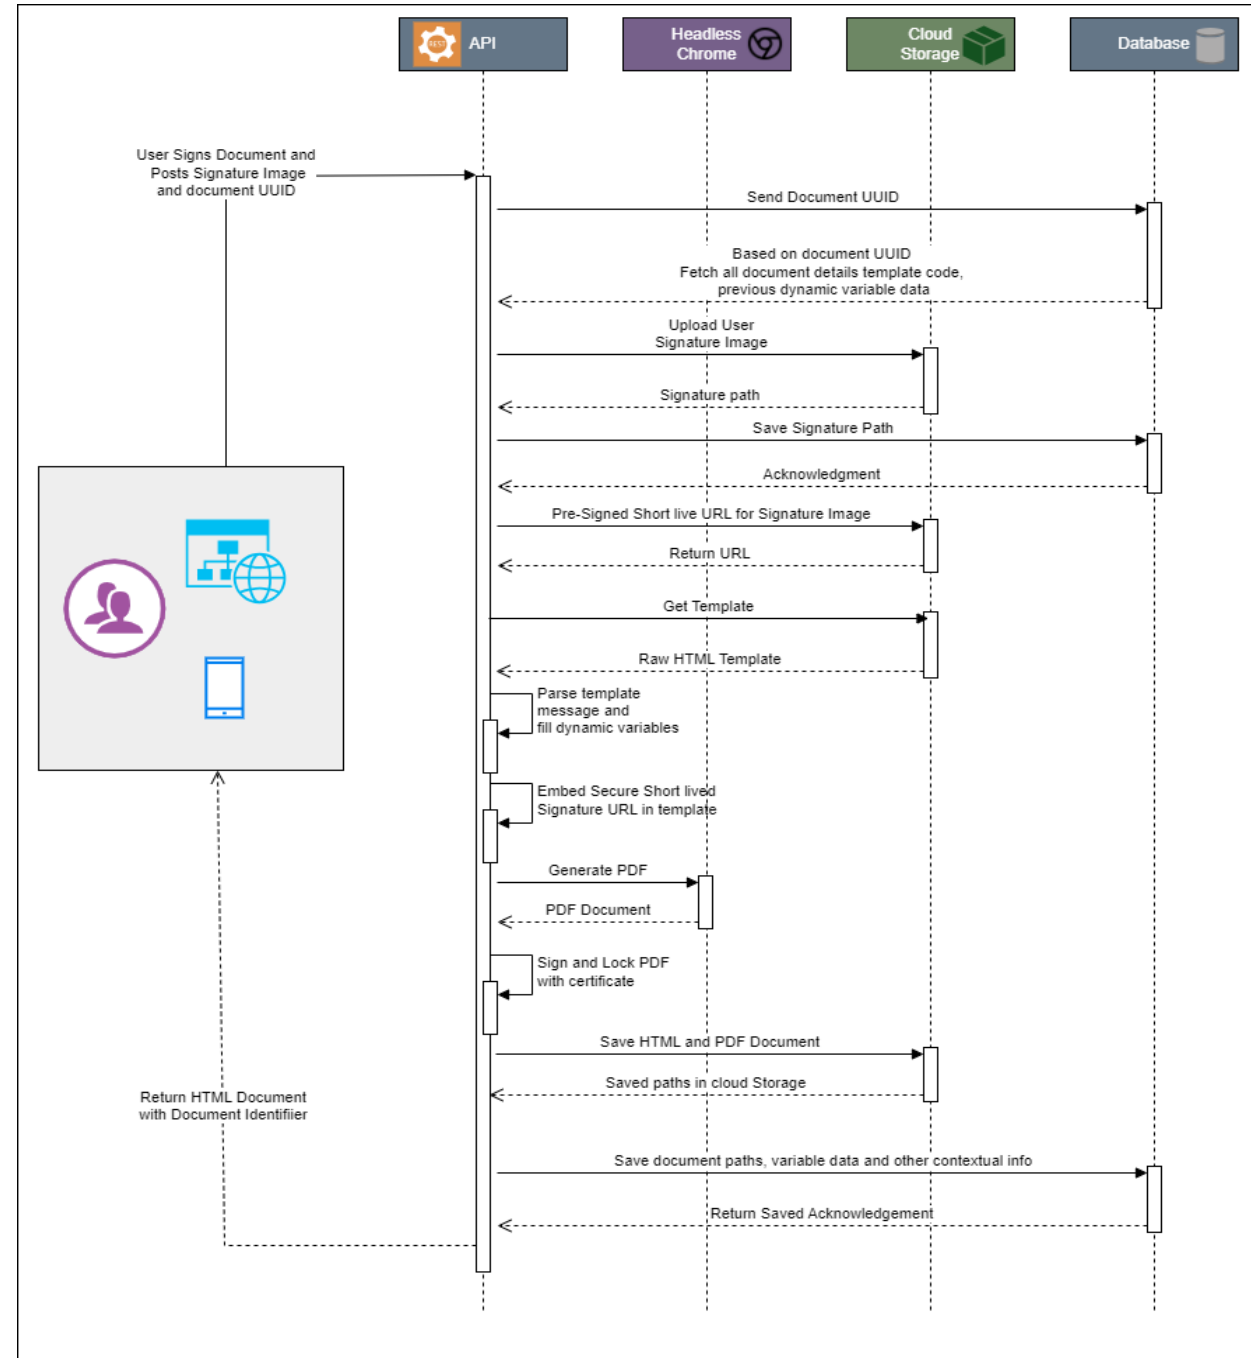 API
REST
Headless
Chrome
Cloud
Storage
Database
User Signs Document and
Posts Signature Image
and document UUID
Send Document UUID
Based on document UUID
Fetch all document details template code,
previous dynamic variable data
Upload User
Signature Image
Signature path
Save Signature Path
Acknowledgment
Pre-Signed Short live URL for Signature Image
Return URL
Get Template
Raw HTML Template
Parse template
message and
fill dynamic variables
Embed Secure Short lived
Signature URL in template
Generate PDF
PDF Document
Sign and Lock PDF
with certificate
Save HTML and PDF Document
Saved paths in cloud Storage
Return HTML Document
with Document Identifiier
Save document paths, variable data and other contextual info
Return Saved Acknowledgement